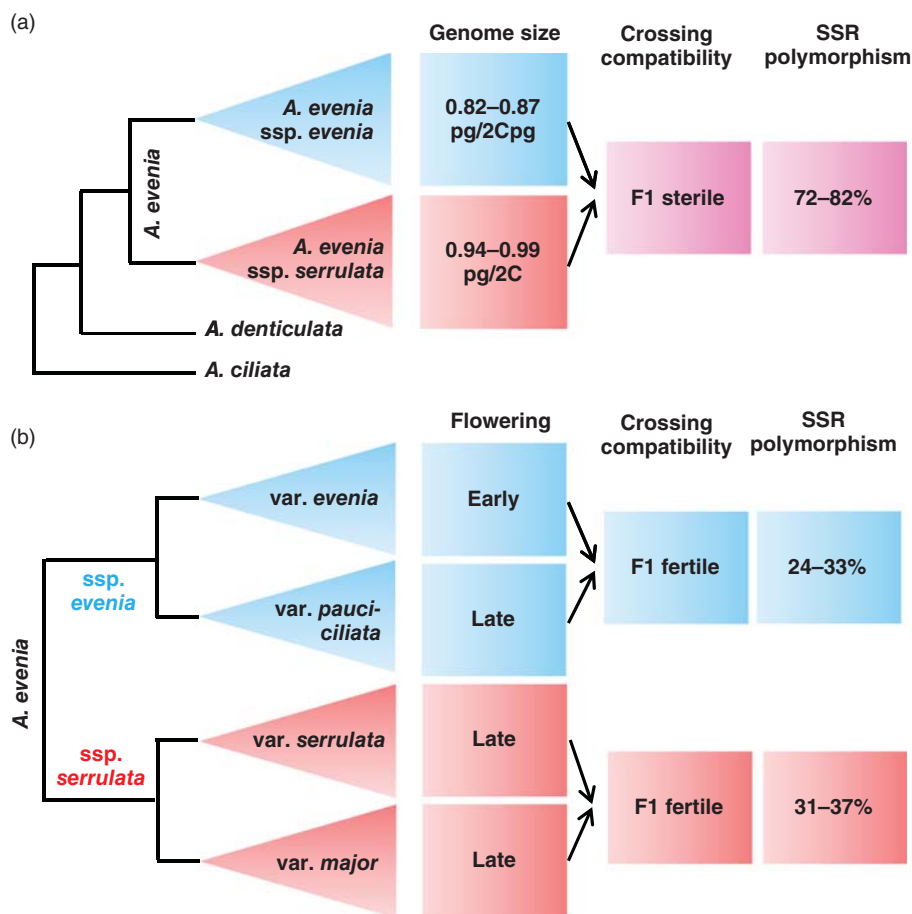 (a)
Genome size
Crossing
compatibility
SSR
polymorphism
A. evenia
A. evenia
ssp. evenia
0.82–0.87
pg/2Cpg
A. evenia
ssp. serrulata
0.94–0.99
pg/2C
F1 sterile
72–82%
A. denticulata
A. ciliata
(b)
Flowering
Crossing
compatibility
SSR
polymorphism
A. evenia
ssp.
evenia
var. evenia
Early
var. pauci-
ciliata
Late
F1 fertile
24–33%
ssp.
serrulata
var. serrulata
Late
var. major
Late
F1 fertile
31–37%